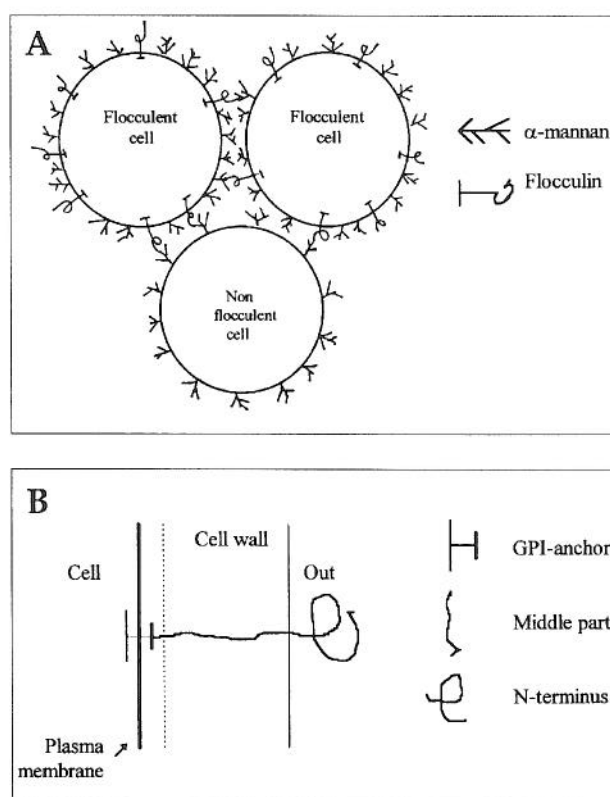 A
Flocculent
cell
Flocculent
cell
α-mannan
Flocculin
Non
flocculent
cell
B
Cell wall
Cell
Out
GPI-anchor
Middle part
N-terminus
Plasma
membrane